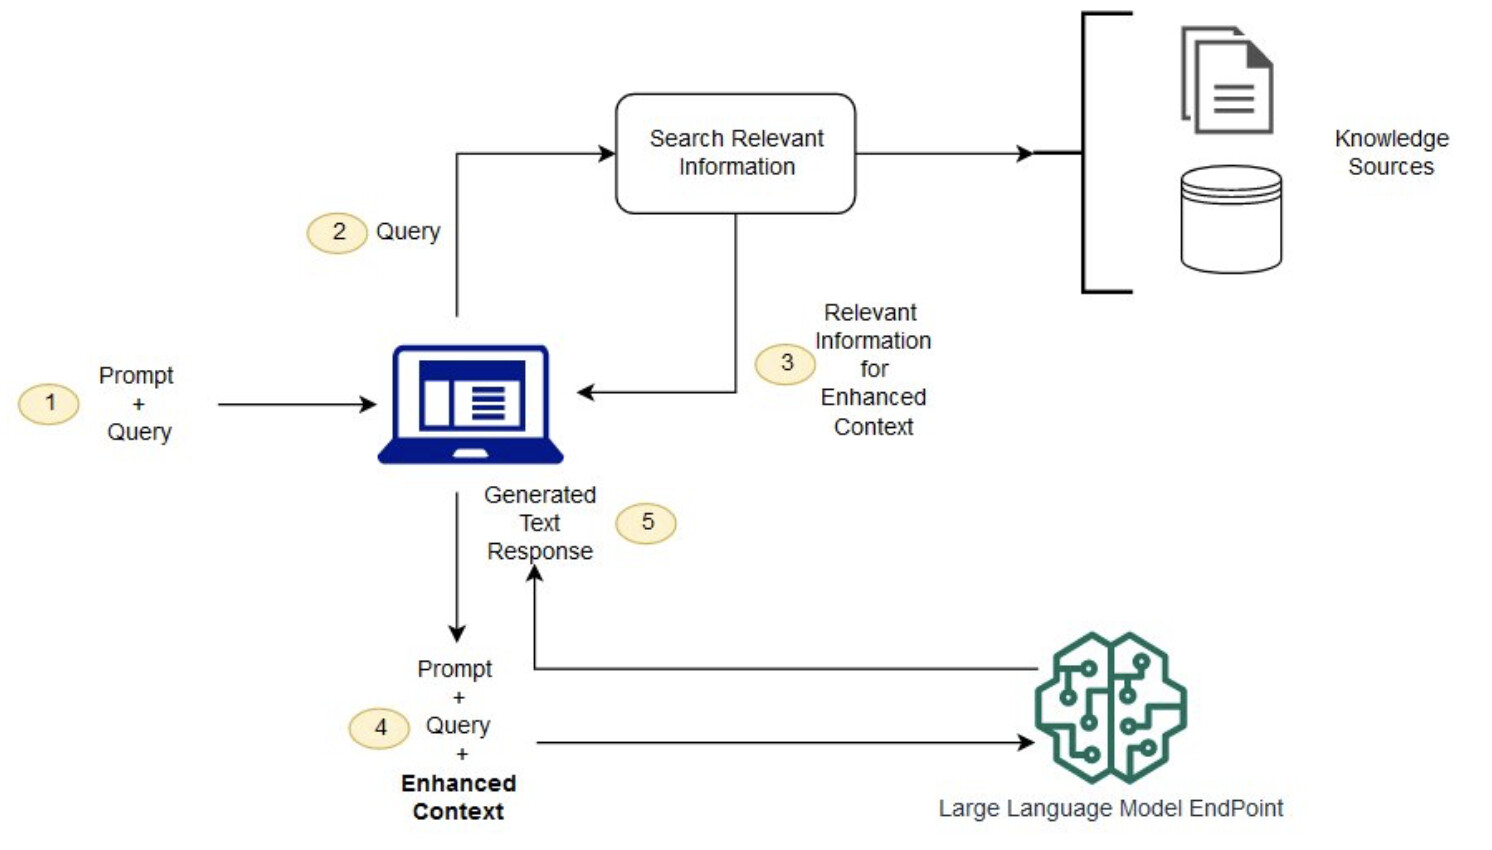 Search Relevant
Information
Knowledge
Sources
2
Query
Relevant
Information
for
Enhanced
Context
3
1
Prompt
+
Query
Generated
Text
Response
5
Prompt
+
4
Query
+
Enhanced
Context
Large Language Model EndPoint